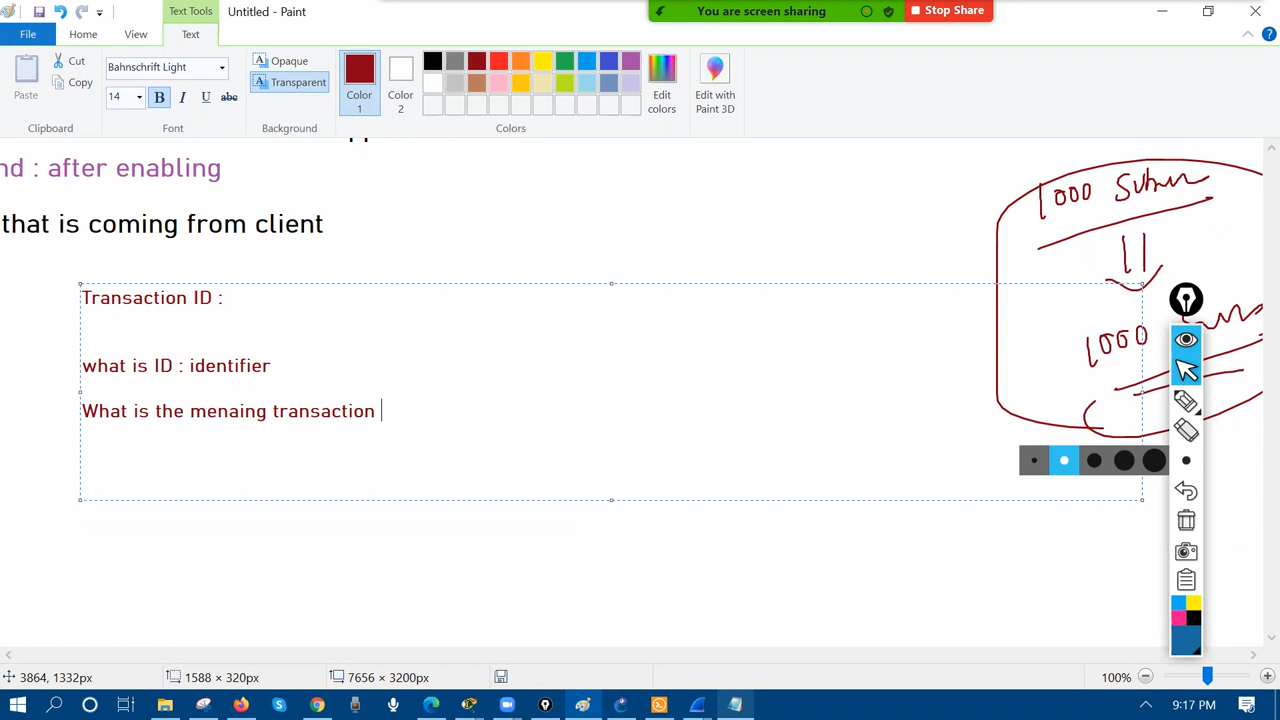 Text Tools
Untitled - Paint
You are screen sharing
Stop Share
File
Home
View
Text
Paste
Cut
Copy
Clipboard
Bahnschrift Light
14
B
I
U
abc
Font
Opaque
Transparent
Background
Color 1
Color 2
Edit colors
Colors
Edit with Paint 3D
nd : after enabling
that is coming from client
1000
1000
Transaction ID :
what is ID : identifier
What is the menaing transaction
3864, 1332px
1588 × 320px
7656 × 3200px
100%
9:17 PM